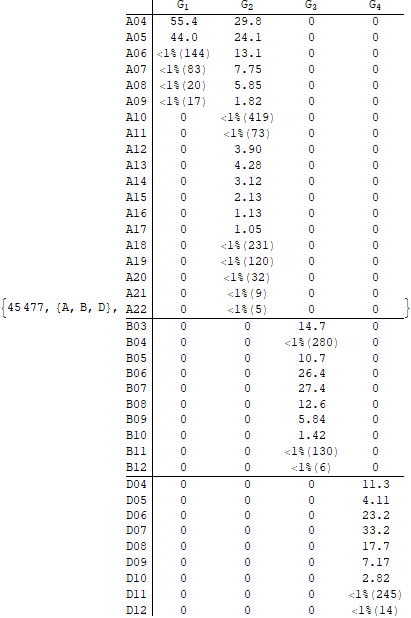 G1 G2 G3 G4
A04 55.4 29.8 0 0
A05 44.0 24.1 0 0
A06 <1%(144) 13.1 0 0
A07 <1%(83) 7.75 0 0
A08 <1%(20) 5.85 0 0
A09 <1%(17) 1.82 0 0
A10 0 <1%(419) 0 0
A11 0 <1%(73) 0 0
A12 0 3.90 0 0
A13 0 4.28 0 0
A14 0 3.12 0 0
A15 0 2.13 0 0
A16 0 1.13 0 0
A17 0 1.05 0 0
A18 0 <1%(231) 0 0
A19 0 <1%(120) 0 0
A20 0 <1%(32) 0 0
A21 0 <1%(9) 0 0
{45477, {A, B, D}, A22 0 <1%(5) 0 0 }
B03 0 0 14.7 0
B04 0 0 <1%(280) 0
B05 0 0 10.7 0
B06 0 0 26.4 0
B07 0 0 27.4 0
B08 0 0 12.6 0
B09 0 0 5.84 0
B10 0 0 1.42 0
B11 0 0 <1%(130) 0
B12 0 0 <1%(6) 0
D04 0 0 0 11.3
D05 0 0 0 4.11
D06 0 0 0 23.2
D07 0 0 0 33.2
D08 0 0 0 17.7
D09 0 0 0 7.17
D10 0 0 0 2.82
D11 0 0 0 <1%(245)
D12 0 0 0 <1%(14)